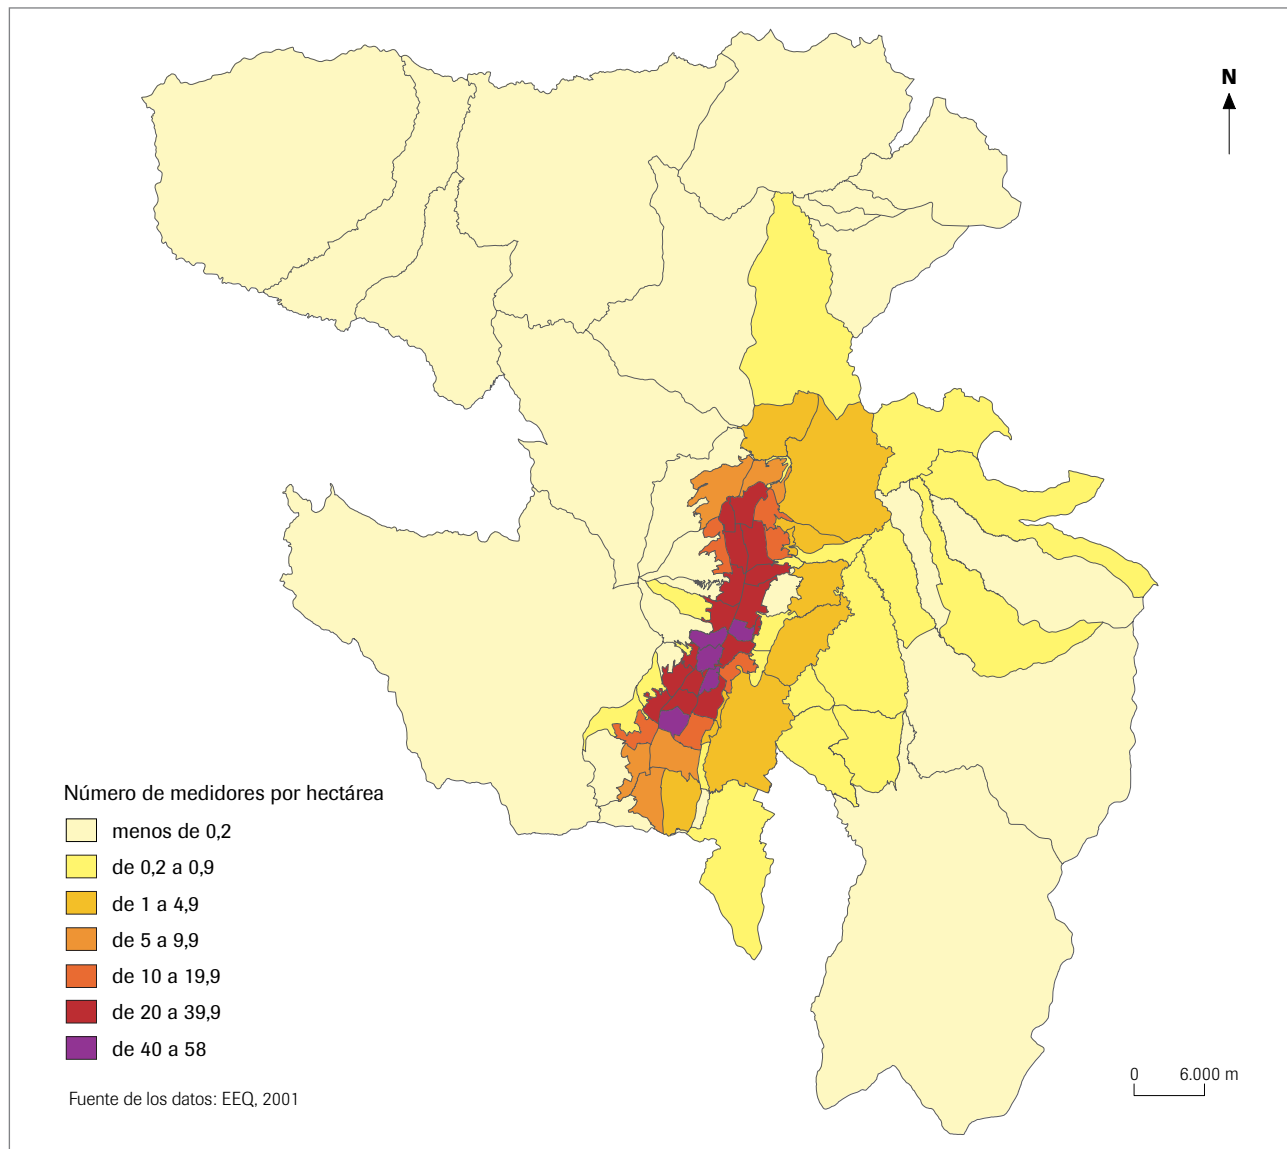 N
Número de medidores por hectárea
menos de 0,2
de 0,2 a 0,9
de 1 a 4,9
de 5 a 9,9
de 10 a 19,9
de 20 a 39,9
de 40 a 58
Fuente de los datos: EEQ, 2001
0 6.000 m